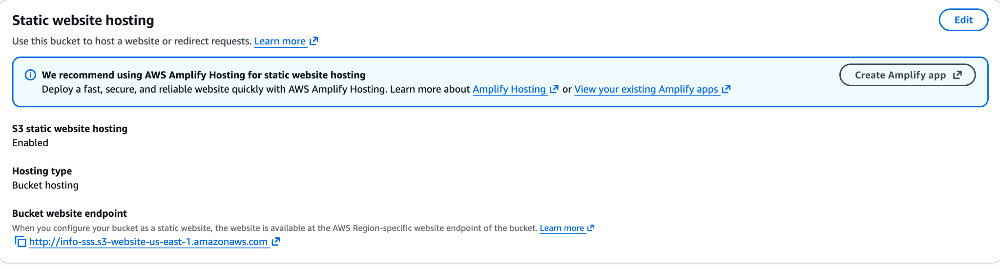 Static website hosting
Edit
Use this bucket to host a website or redirect requests. Learn more
We recommend using AWS Amplify Hosting for static website hosting
Create Amplify app
Deploy a fast, secure, and reliable website quickly with AWS Amplify Hosting. Learn more about Amplify Hosting or View your existing Amplify apps
S3 static website hosting
Enabled
Hosting type
Bucket hosting
Bucket website endpoint
When you configure your bucket as a static website, the website is available at the AWS Region-specific website endpoint of the bucket. Learn more
http://info-sss.s3-website-us-east-1.amazonaws.com